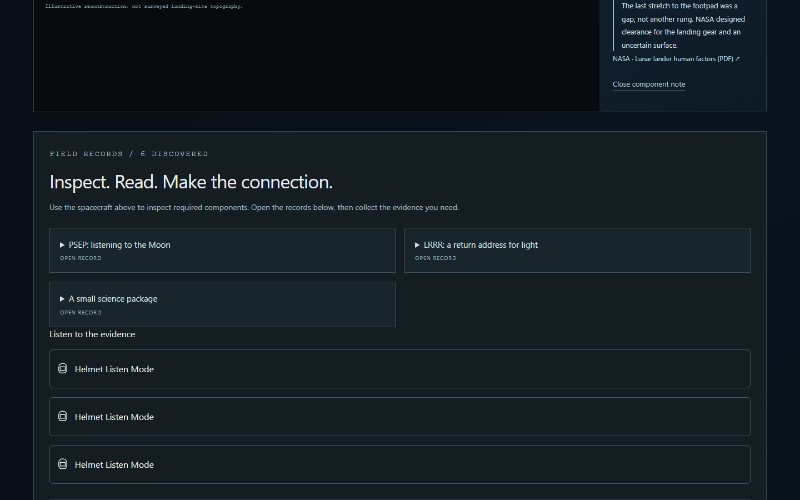 Illustrative reconstruction, not surveyed landing-site topography.
The last stretch to the footpad was a
gap, not another rung. NASA designed
clearance for the landing gear and an
uncertain surface.
NASA · Lunar lander human factors (PDF) ↗
Close component note
FIELD RECORDS / 6 DISCOVERED
Inspect. Read. Make the connection.
Use the spacecraft above to inspect required components. Open the records below, then collect the evidence you need.
▶ PSEP: listening to the Moon
OPEN RECORD
▶ LRRR: a return address for light
OPEN RECORD
▶ A small science package
OPEN RECORD
Listen to the evidence
Helmet Listen Mode
Helmet Listen Mode
Helmet Listen Mode